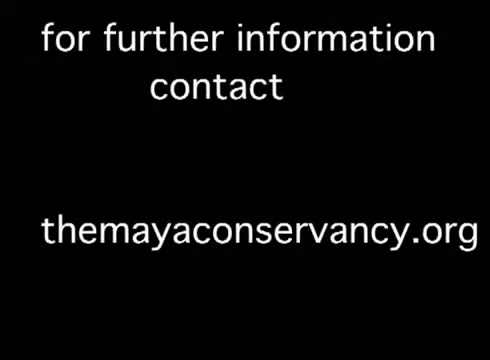 for further information
contact
themayaconservancy.org